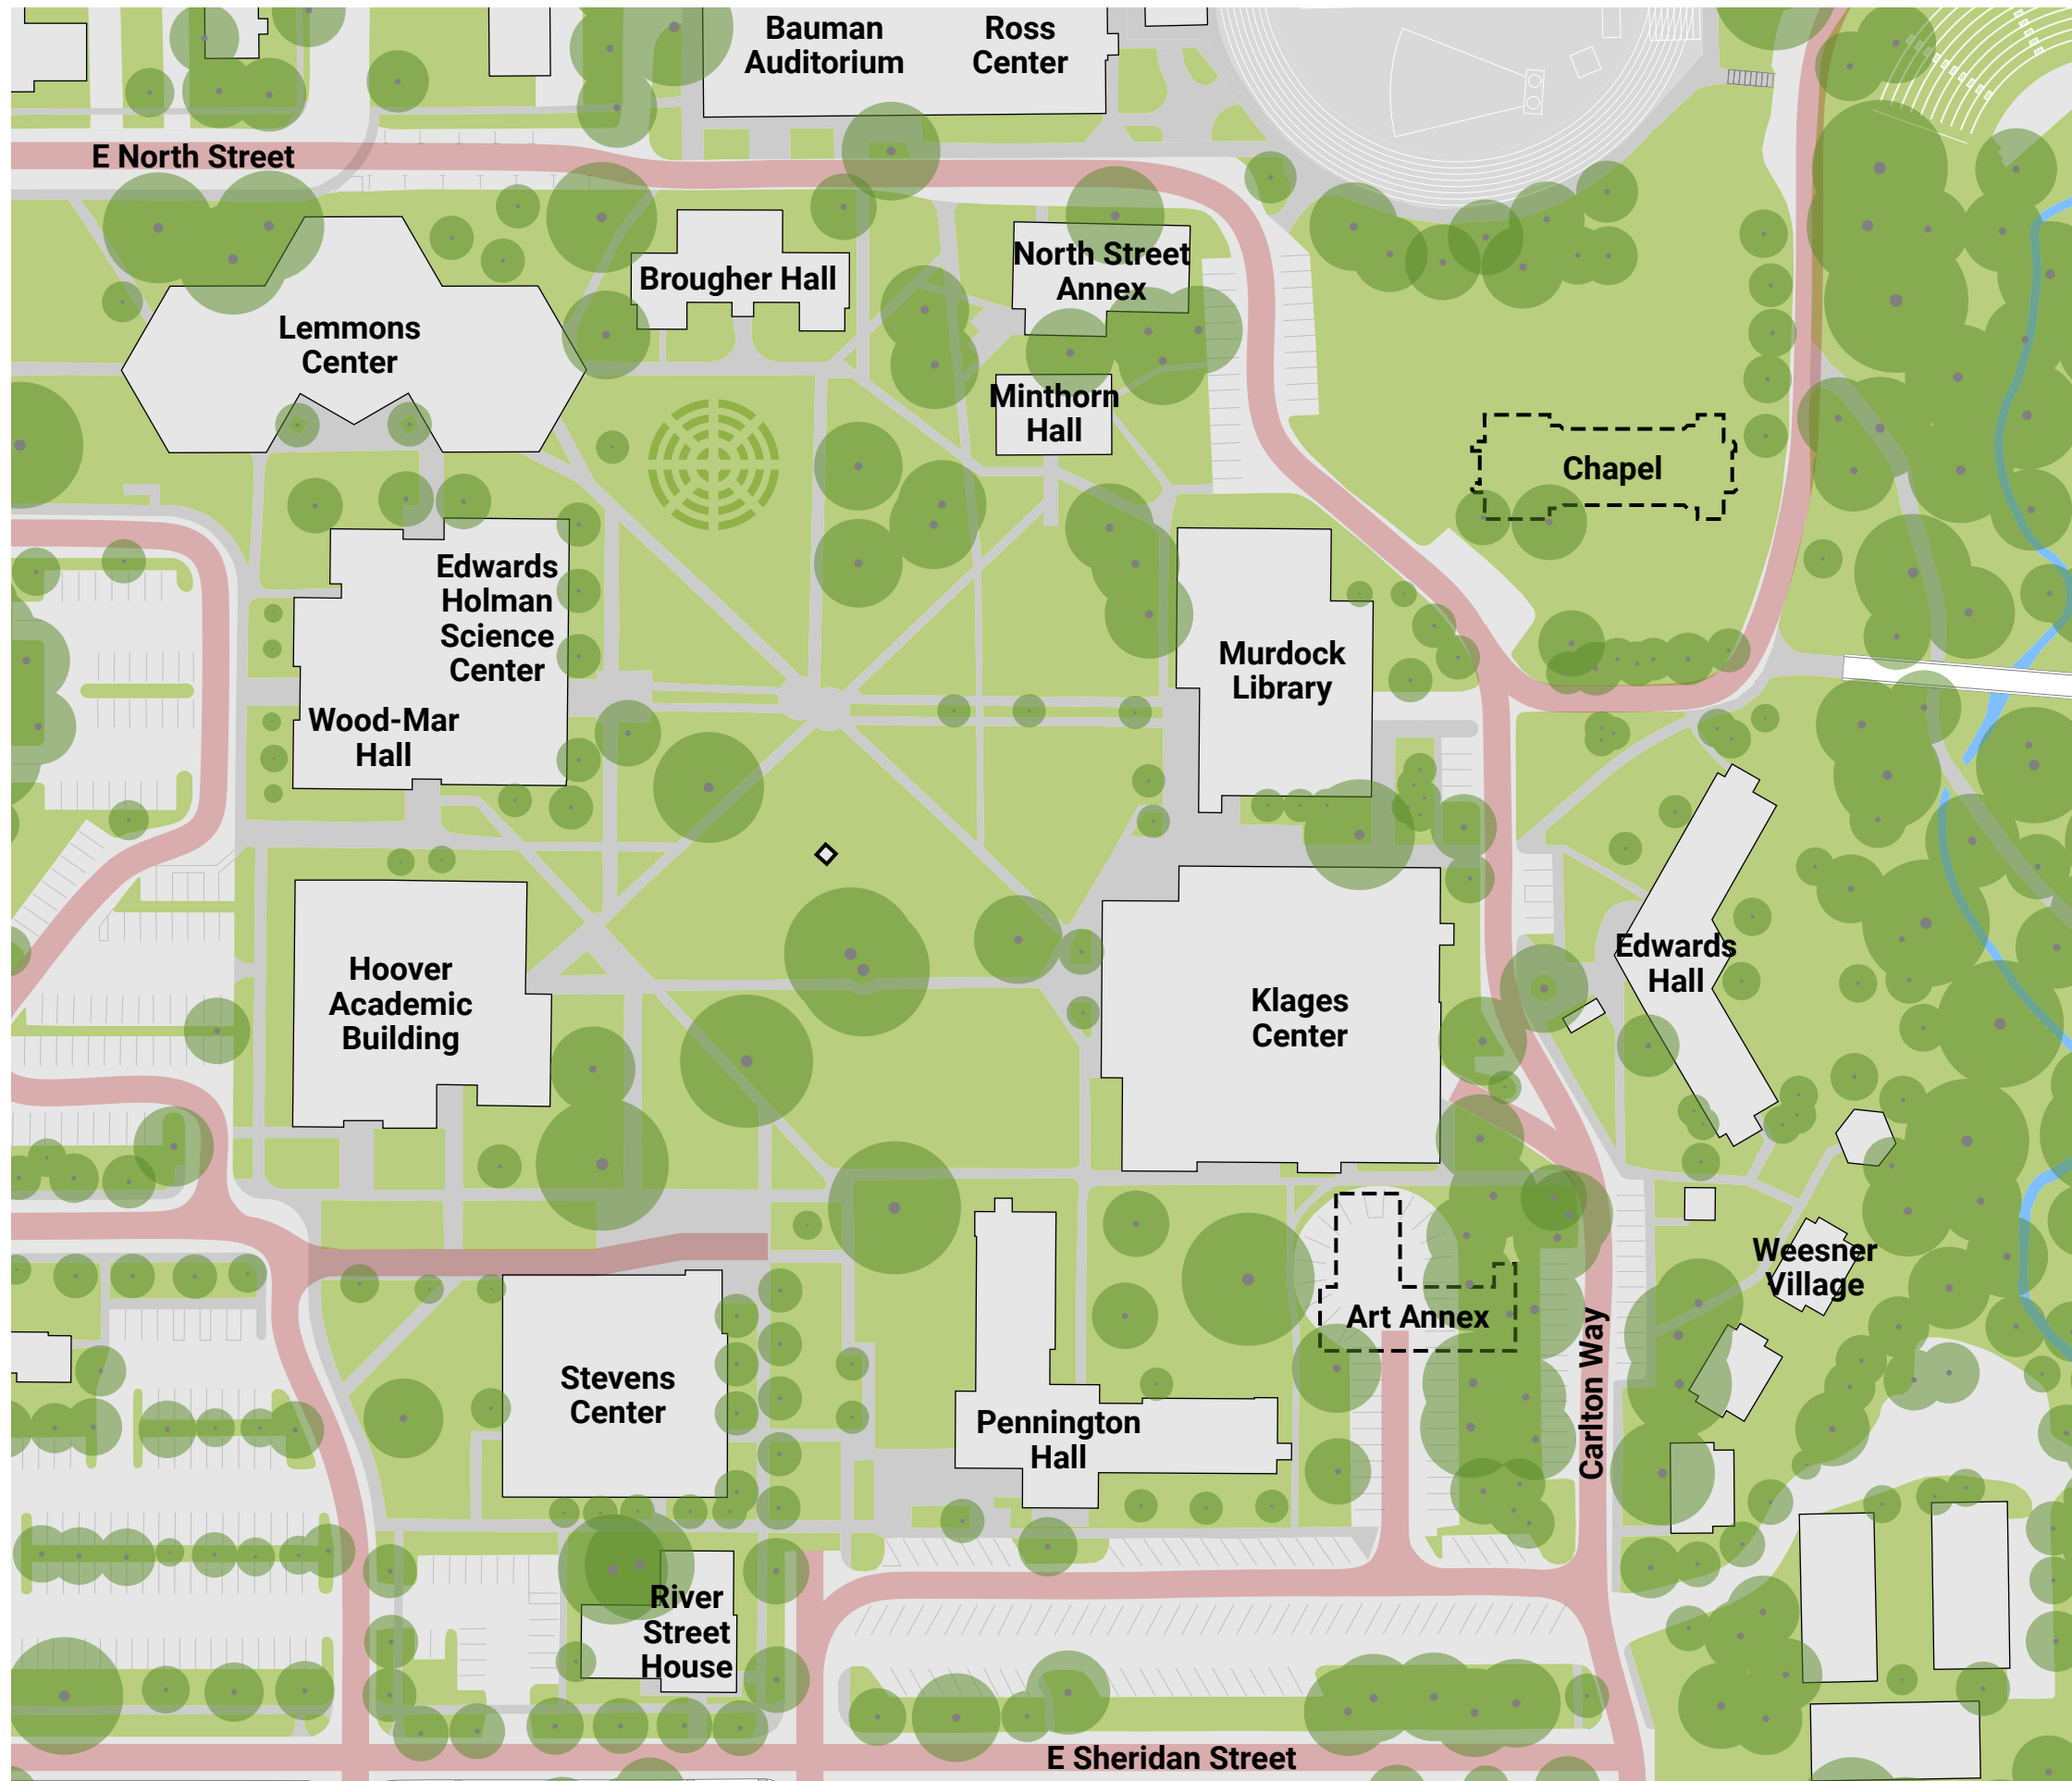 Bauman
Auditorium
Ross
Center
E North Street
North Street
Annex
Brougher Hall
Lemmons
Center
Minthorn
Hall
Chapel
Edwards
Holman
Science
Center
Murdock
Library
Wood-Mar
Hall
Edwards
Hall
Hoover
Academic
Building
Klages
Center
Weesner
Village
Art Annex
Carlton Way
Stevens
Center
Pennington
Hall
River
Street
House
E Sheridan Street